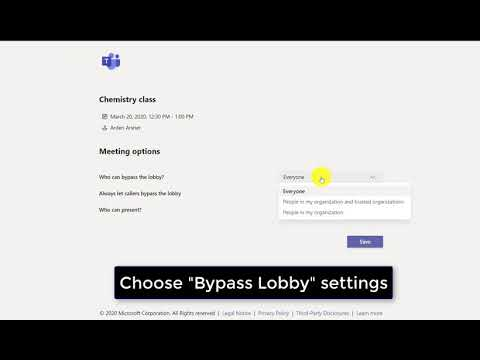 T
Chemistry class
March 20, 2020, 12:30 PM - 1:00 PM
Arden Ansner
Meeting options
Who can bypass the lobby?
Everyone
Always let callers bypass the lobby
Everyone
People in my organization and trusted organizations
People in my organization
Who can present?
Save
Choose "Bypass Lobby" settings
© 2020 Microsoft Corporation. All Rights reserved | Legal Notice | Privacy Policy | Third-Party Disclosures | Learn more